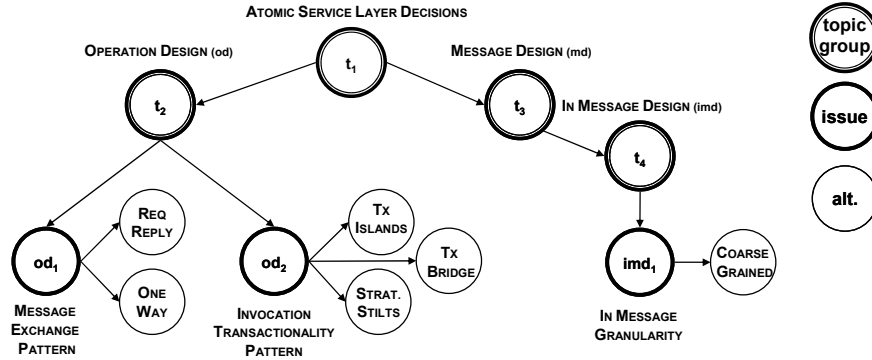 ATOMIC SERVICE LAYER DECISIONS
OPERATION DESIGN (od)
MESSAGE DESIGN (md)
t1
topic
group
t2
t3
IN MESSAGE DESIGN (imd)
t4
issue
alt.
REQ
REPLY
TX
ISLANDS
od1
od2
TX
BRIDGE
imd1
COARSE
GRAINED
ONE
WAY
STRAT.
STILTS
MESSAGE
EXCHANGE
PATTERN
INVOCATION
TRANSACTIONALITY
PATTERN
IN MESSAGE
GRANULARITY